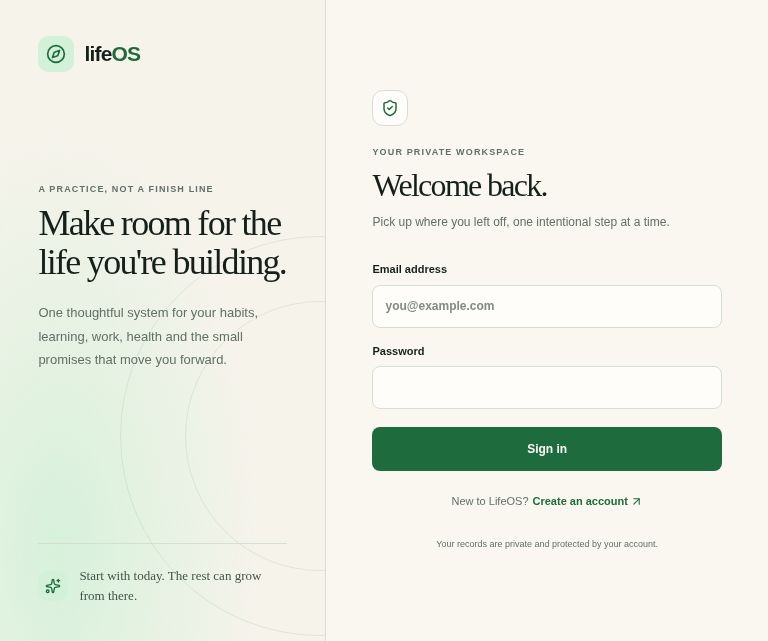 lifeOS
A PRACTICE, NOT A FINISH LINE
Make room for the
life you're building.
One thoughtful system for your habits,
learning, work, health and the small
promises that move you forward.
Start with today. The rest can grow
from there.
YOUR PRIVATE WORKSPACE
Welcome back.
Pick up where you left off, one intentional step at a time.
Email address
you@example.com
Password
Sign in
New to LifeOS? Create an account
Your records are private and protected by your account.